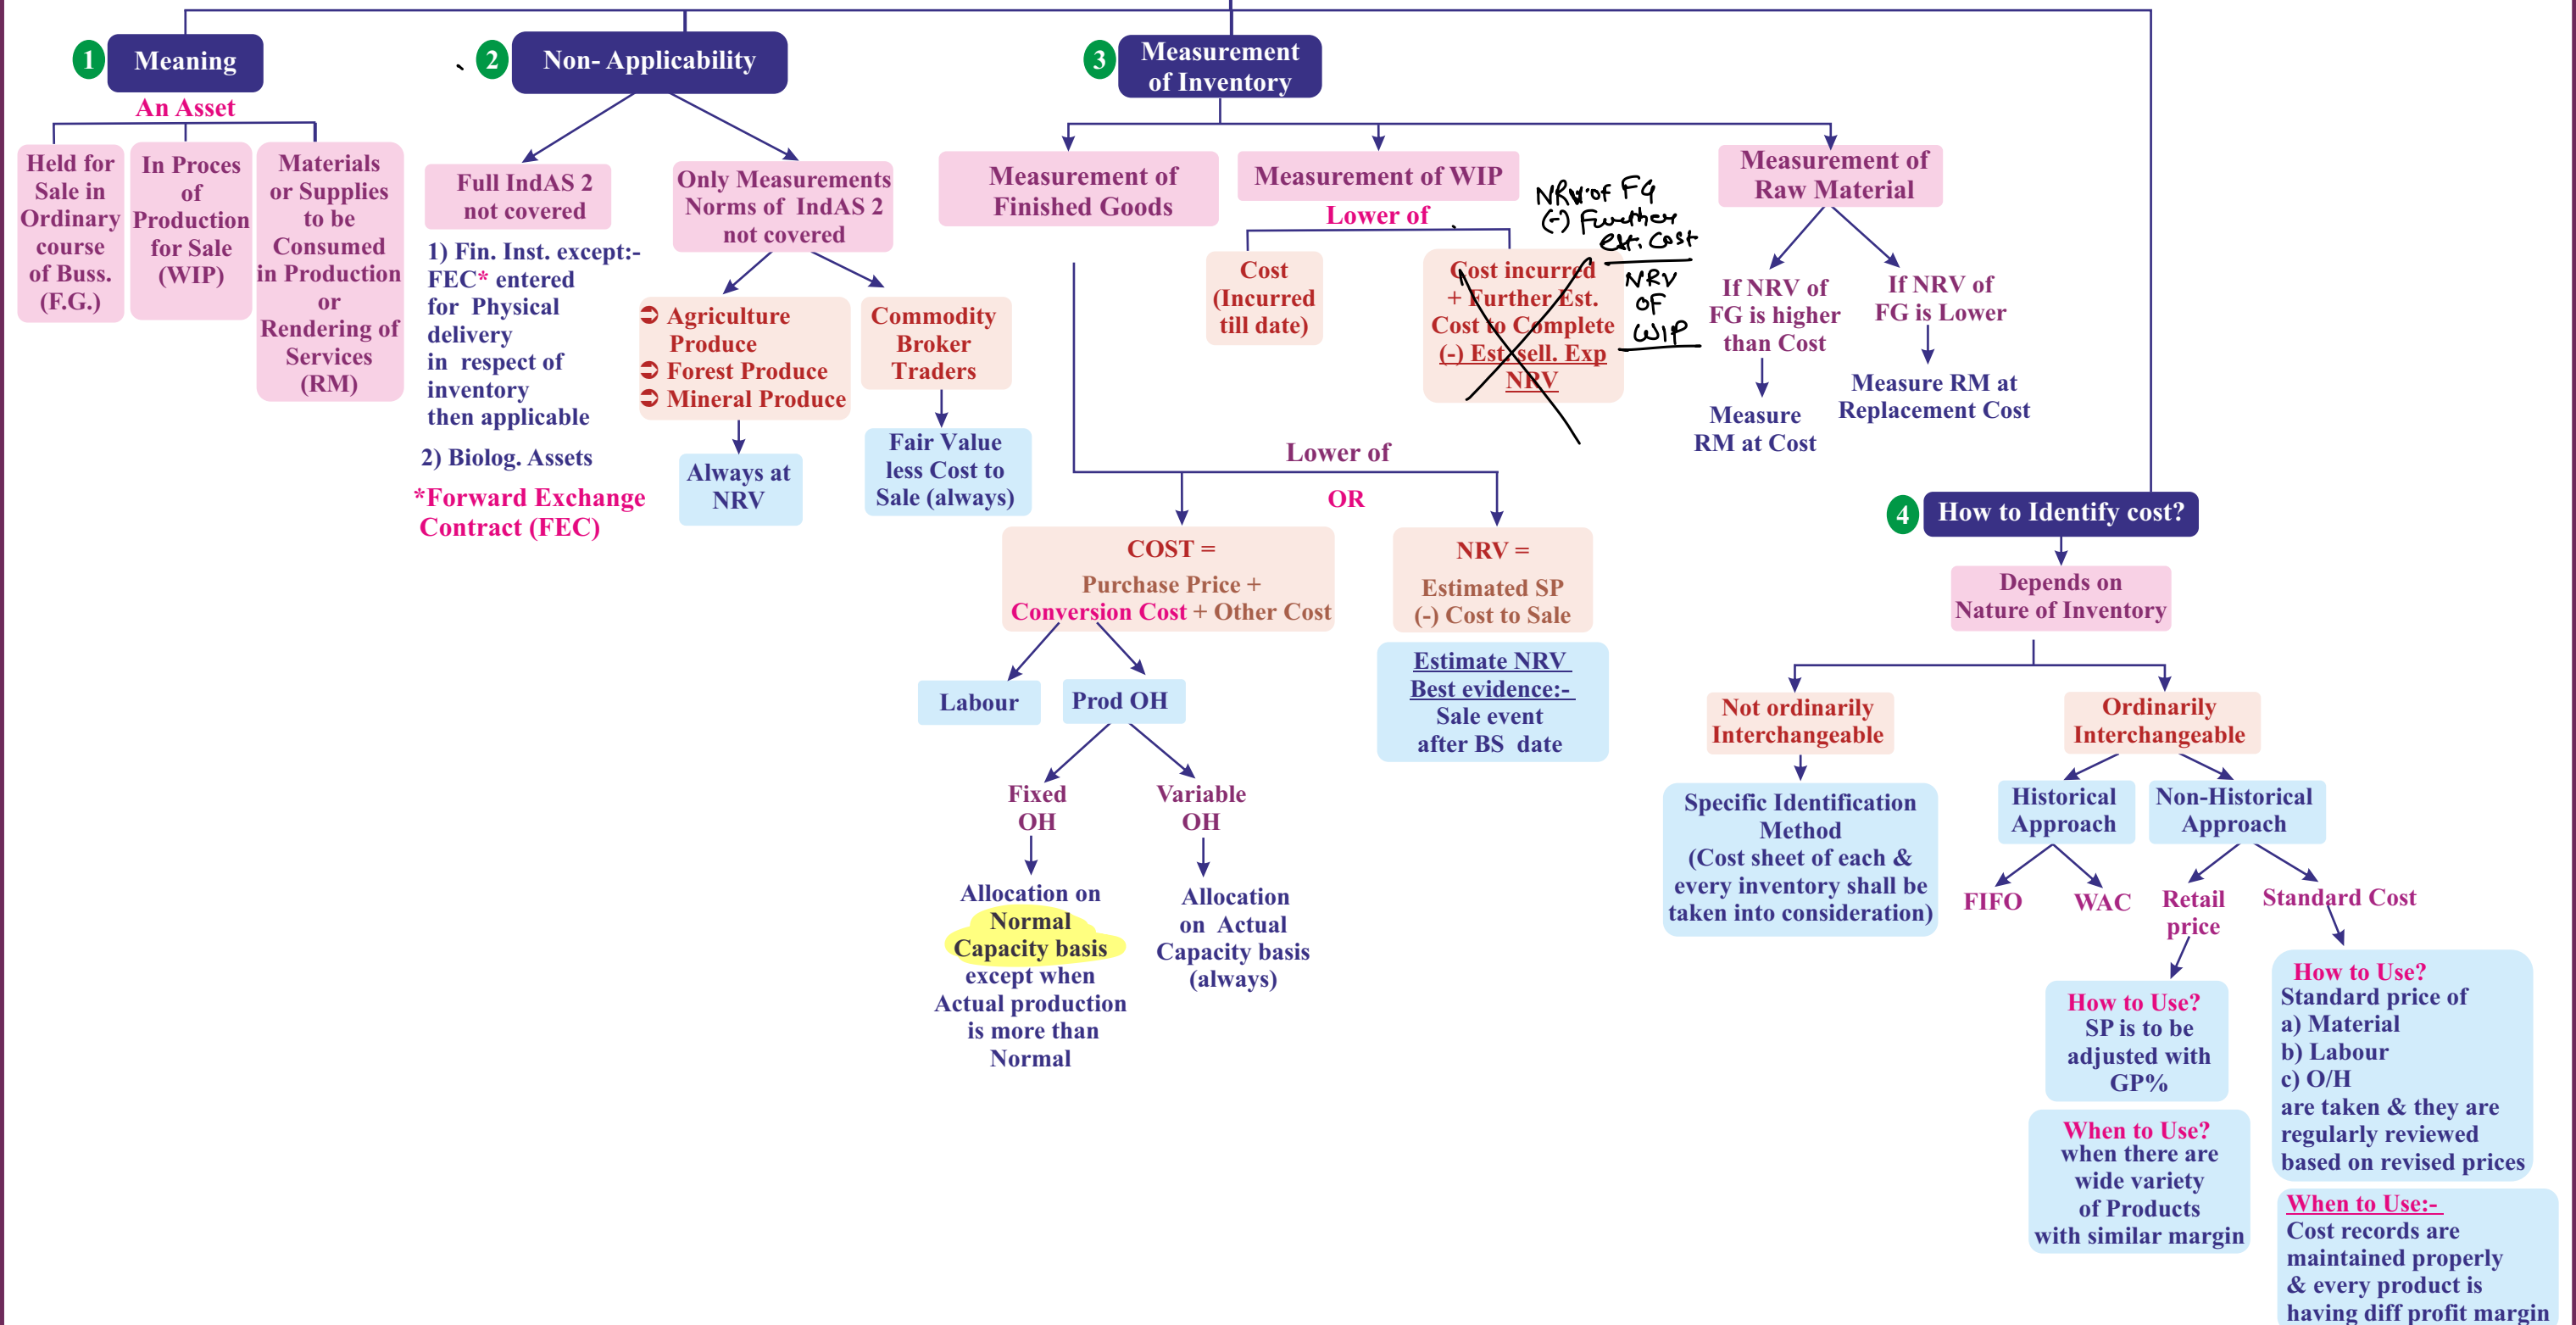 1 Meaning
An Asset
Held for
Sale in
Ordinary
course
of Buss.
(F.G.)
In Proces
of
Production
for Sale
(WIP)
Materials
or Supplies
to be
Consumed
in Production
or
Rendering of
Services
(RM)
2 Non- Applicability
Full IndAS 2
not covered
1) Fin. Inst. except:-
FEC* entered
for Physical
delivery
in respect of
inventory
then applicable
2) Biolog. Assets
*Forward Exchange
Contract (FEC)
Only Measurements
Norms of IndAS 2
not covered
➲ Agriculture
Produce
➲ Forest Produce
➲ Mineral Produce
Always at
NRV
Commodity
Broker
Traders
Fair Value
less Cost to
Sale (always)
3 Measurement
of Inventory
Measurement of
Finished Goods
Lower of
OR
COST =
Purchase Price +
Conversion Cost + Other Cost
Labour
Prod OH
Fixed
OH
Allocation on
Normal
Capacity basis
except when
Actual production
is more than
Normal
Variable
OH
Allocation
on Actual
Capacity basis
(always)
NRV =
Estimated SP
(-) Cost to Sale
Estimate NRV
Best evidence:-
Sale event
after BS date
Measurement of WIP
Lower of
Cost
(Incurred
till date)
Cost incurred
+ Further Est.
Cost to Complete
(-) Est. sell. Exp
NRV
NRV of FG
(-) Further
est. cost
NRV
OF
WIP
Measurement of
Raw Material
If NRV of
FG is higher
than Cost
Measure
RM at Cost
If NRV of
FG is Lower
Measure RM at
Replacement Cost
4 How to Identify cost?
Depends on
Nature of Inventory
Not ordinarily
Interchangeable
Specific Identification
Method
(Cost sheet of each &
every inventory shall be
taken into consideration)
Ordinarily
Interchangeable
Historical
Approach
FIFO
WAC
Non-Historical
Approach
Retail
price
How to Use?
SP is to be
adjusted with
GP%
When to Use?
when there are
wide variety
of Products
with similar margin
Standard Cost
How to Use?
Standard price of
a) Material
b) Labour
c) O/H
are taken & they are
regularly reviewed
based on revised prices
When to Use:-
Cost records are
maintained properly
& every product is
having diff profit margin